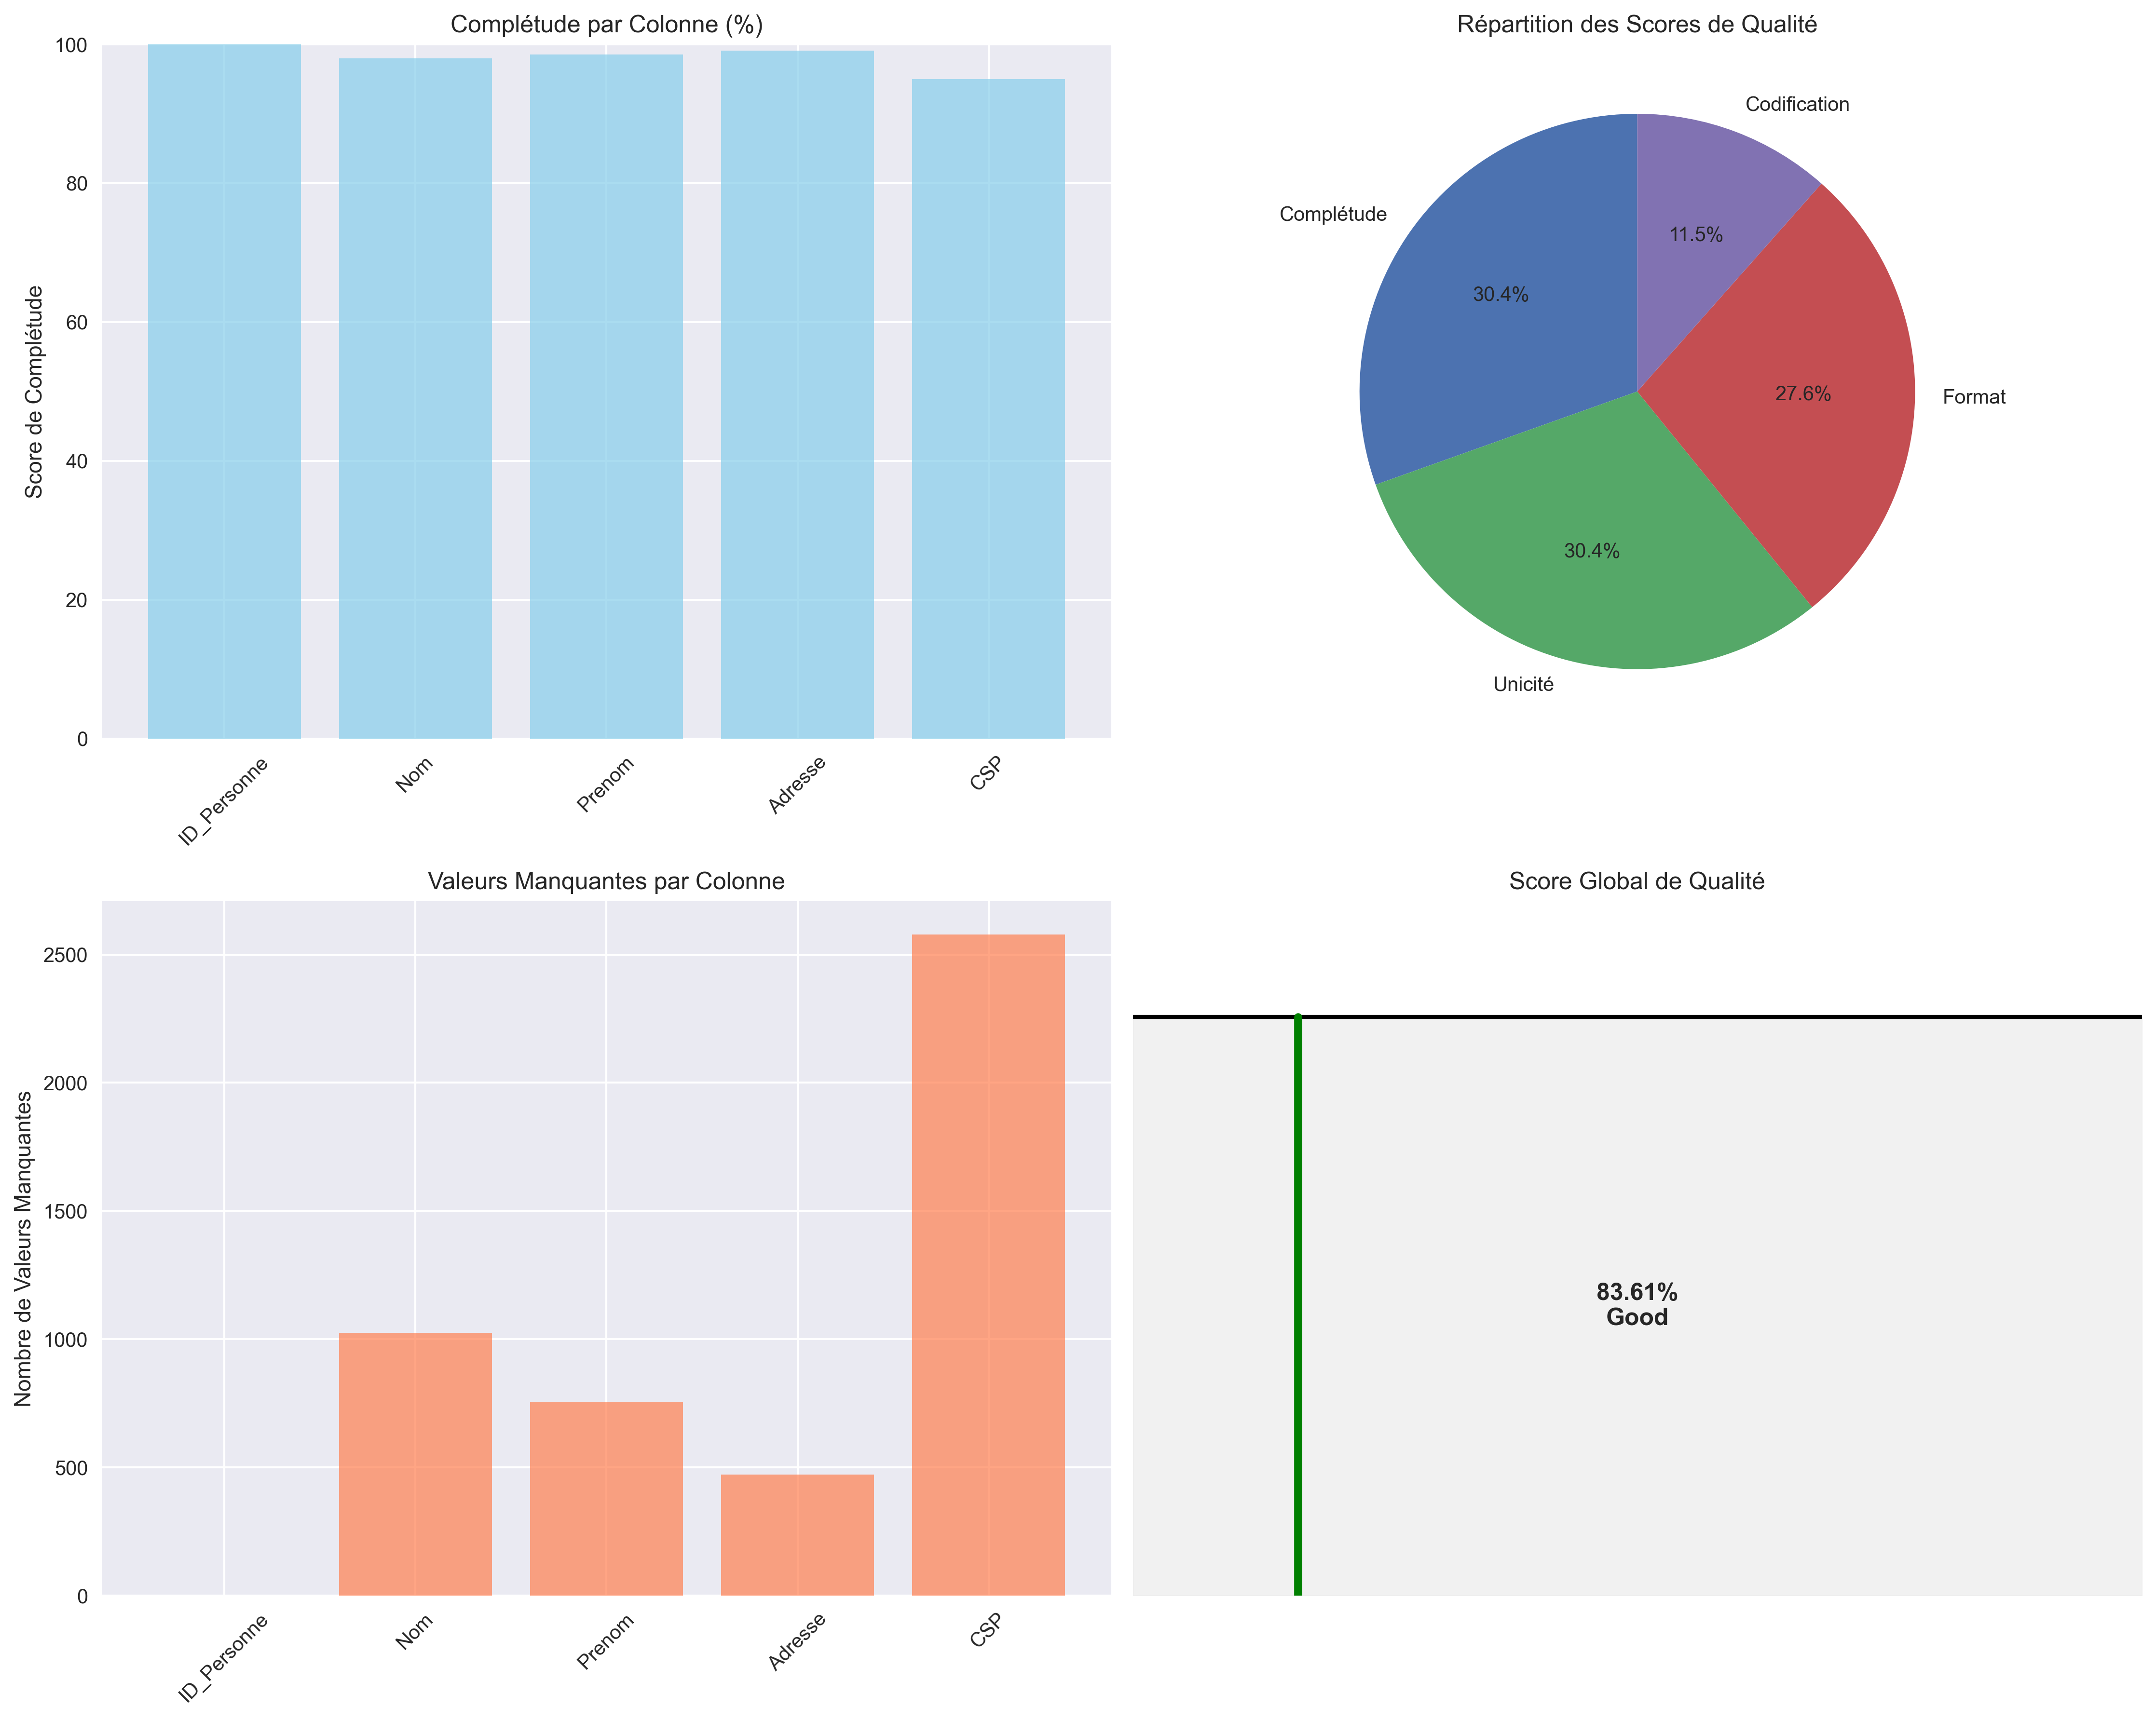 Complétude par Colonne (%)
Score de Complétude
100
80
60
40
20
0
ID_Personne
Nom
Prenom
Adresse
CSP
Répartition des Scores de Qualité
Codification
Complétude
11.5%
30.4%
27.6%
Format
30.4%
Unicité
Valeurs Manquantes par Colonne
Nombre de Valeurs Manquantes
2500
2000
1500
1000
500
0
ID_Personne
Nom
Prenom
Adresse
CSP
Score Global de Qualité
83.61%
Good